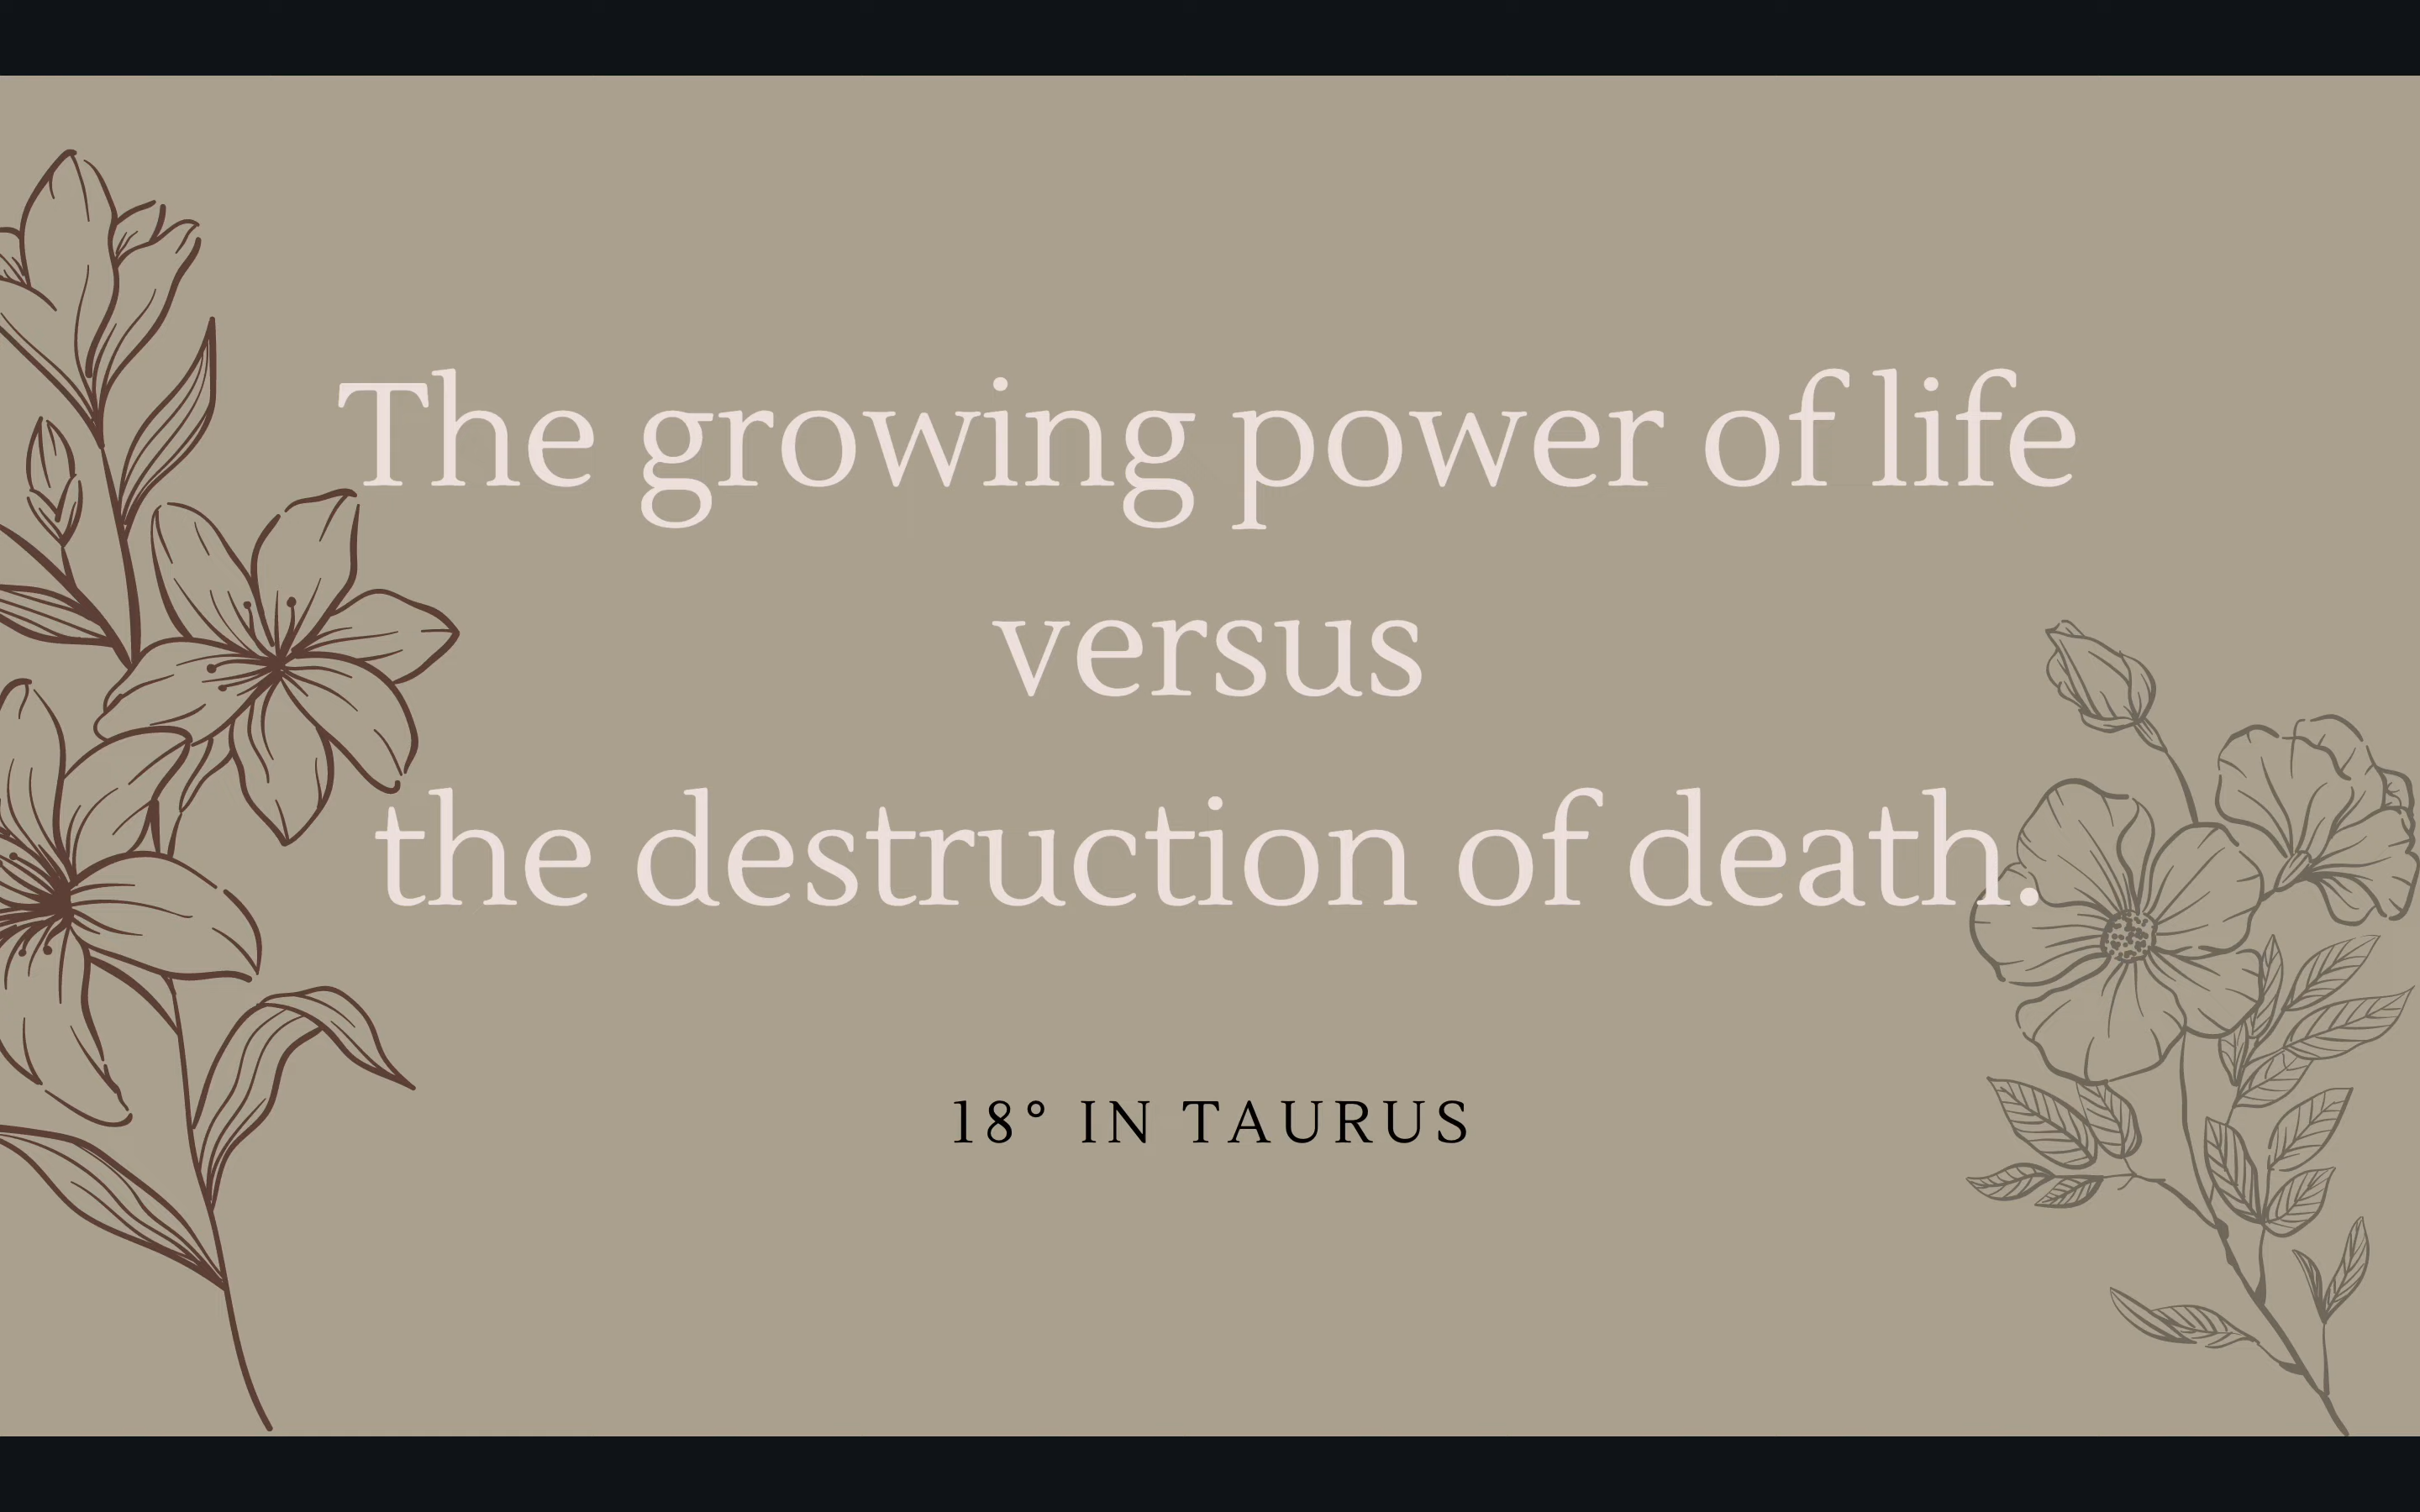 The growing power of life
versus
the destruction of death.
18° IN TAURUS